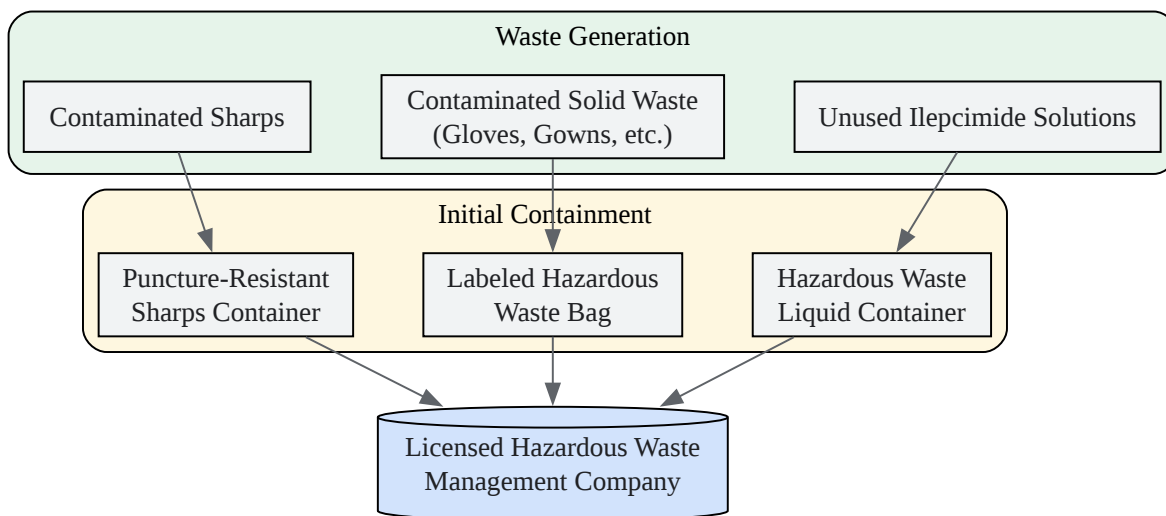 Waste Generation
Contaminated Sharps
Contaminated Solid Waste
(Gloves, Gowns, etc.)
Unused Ilepcimide Solutions
Initial Containment
Puncture-Resistant
Sharps Container
Labeled Hazardous
Waste Bag
Hazardous Waste
Liquid Container
Licensed Hazardous Waste
Management Company